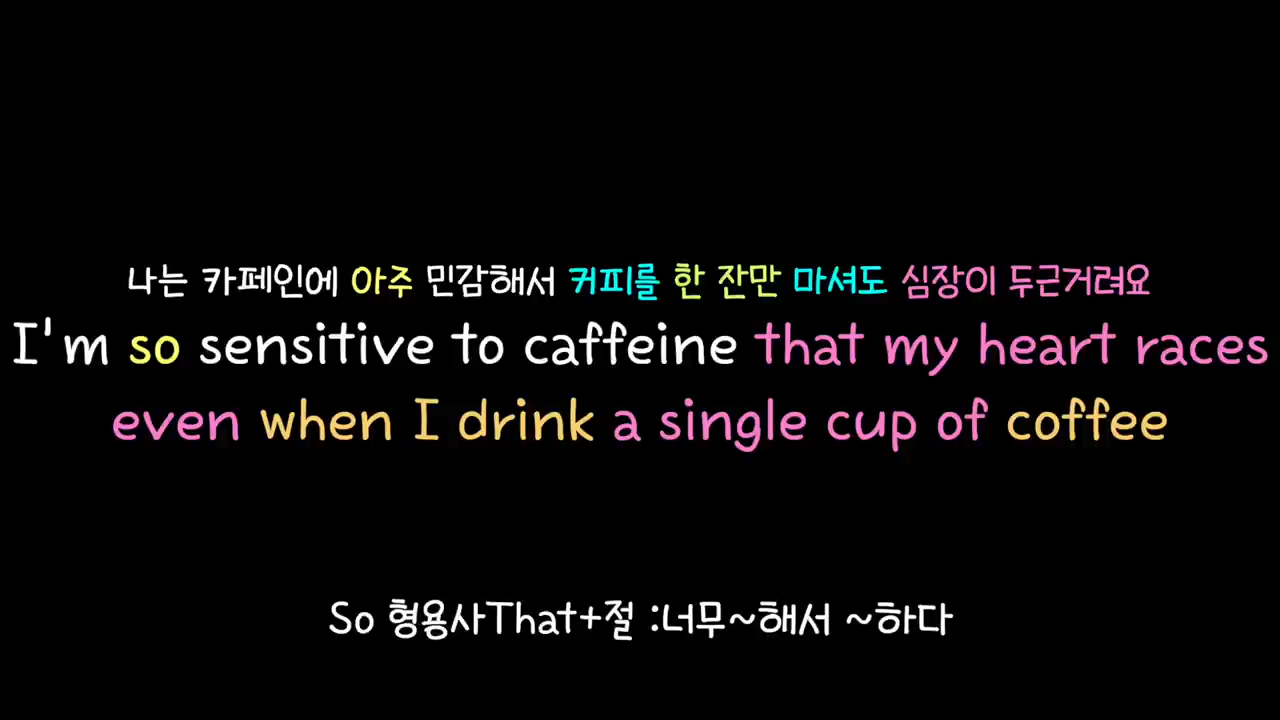 나는 카페인에 아주 민감해서 커피를 한 잔만 마셔도 심장이 두근거려요
I'm so sensitive to caffeine that my heart races
even when I drink a single cup of coffee
So 형용사That+절 :너무~해서 ~하다